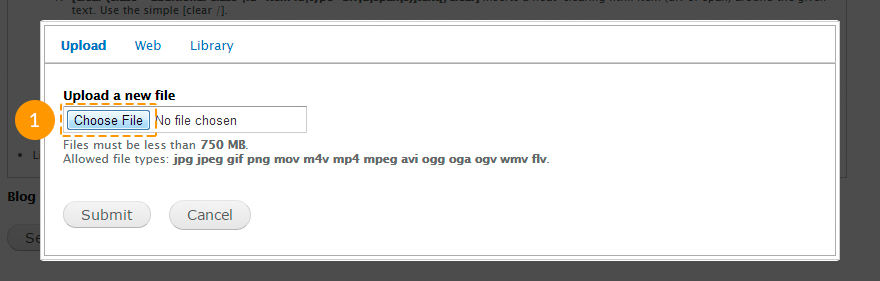 text. Use the simple [clear /].
Upload Web Library
Upload a new file
1 Choose File No file chosen
Files must be less than 750 MB.
Allowed file types: jpg jpeg gif png mov m4v mp4 mpeg avi ogg oga ogv wmv flv.
Blog
Submit Cancel